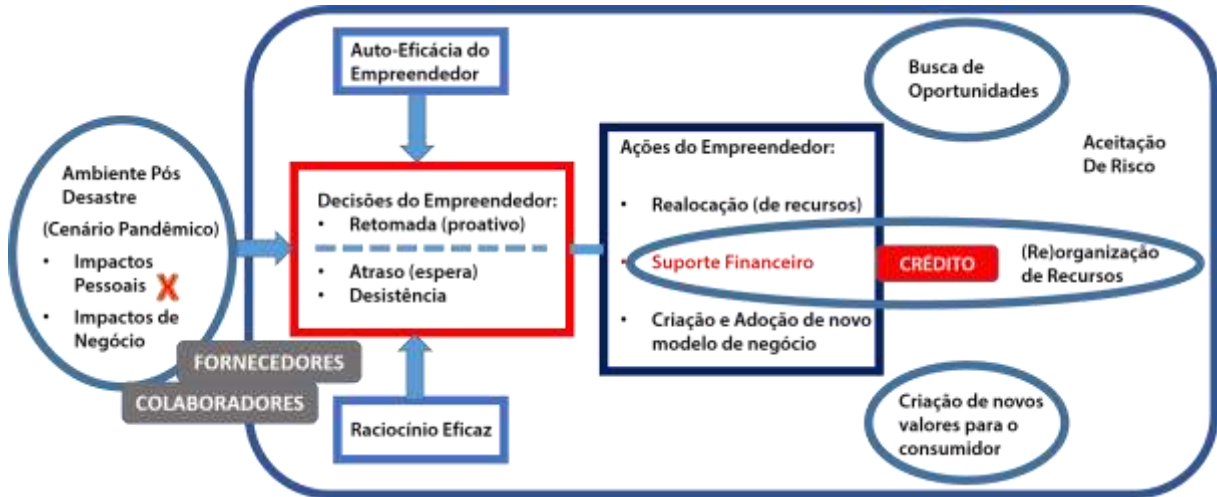 Auto-Eficácia do
Empreendedor
Busca de
Oportunidades
Ambiente Pós
Desastre
(Cenário Pandêmico)
• Impactos
Pessoais X
• Impactos de
Negócio
FORNECEDORES
COLABORADORES
Decisões do Empreendedor:
• Retomada (proativo)
• Atraso (espera)
• Desistência
Raciocínio Eficaz
Ações do Empreendedor:
• Realocação (de recursos)
• Suporte Financeiro
• Criação e Adoção de novo
modelo de negócio
CRÉDITO
Aceitação
De Risco
(Re)organização
de Recursos
Criação de novos
valores para o
consumidor